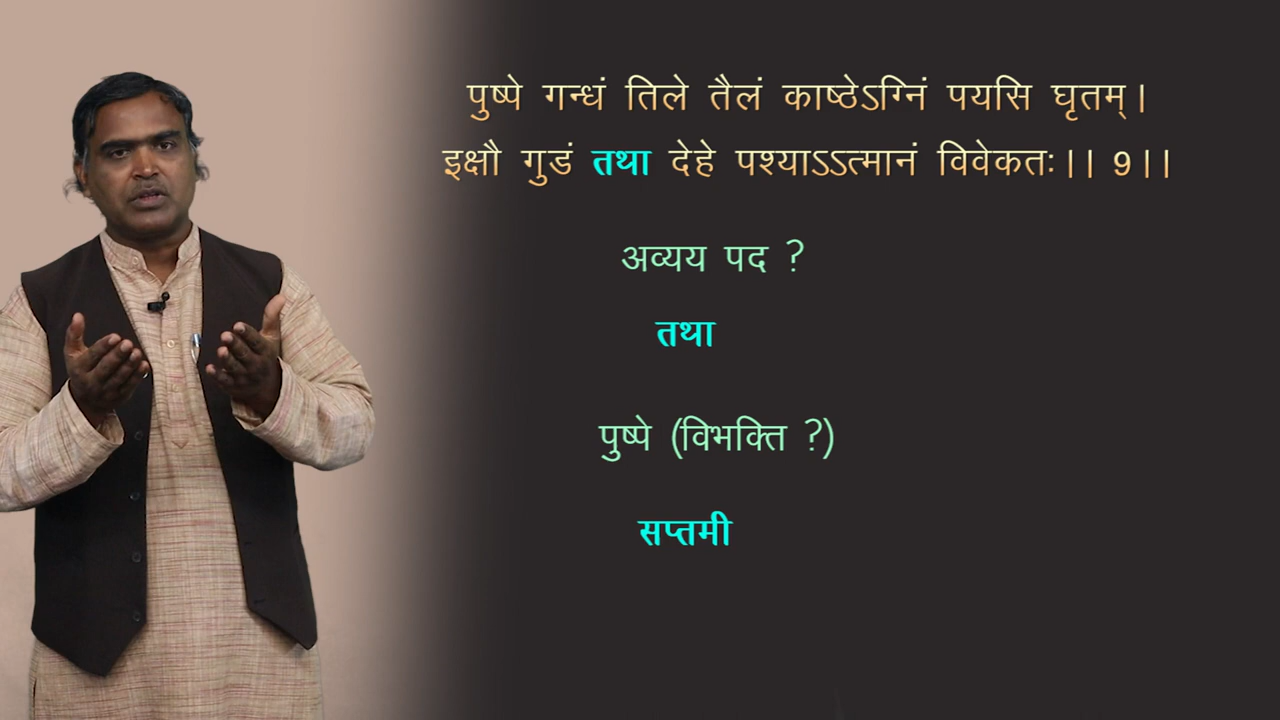 पुष्पे गन्धं तिले तैलं काष्ठेऽग्निं पयसि घृतम्।
इक्षौ गुडं तथा देहे पश्याऽऽत्मानं विवेकतः।। 9।।
अव्यय पद ?
तथा
पुष्पे (विभक्ति ?)
सप्तमी